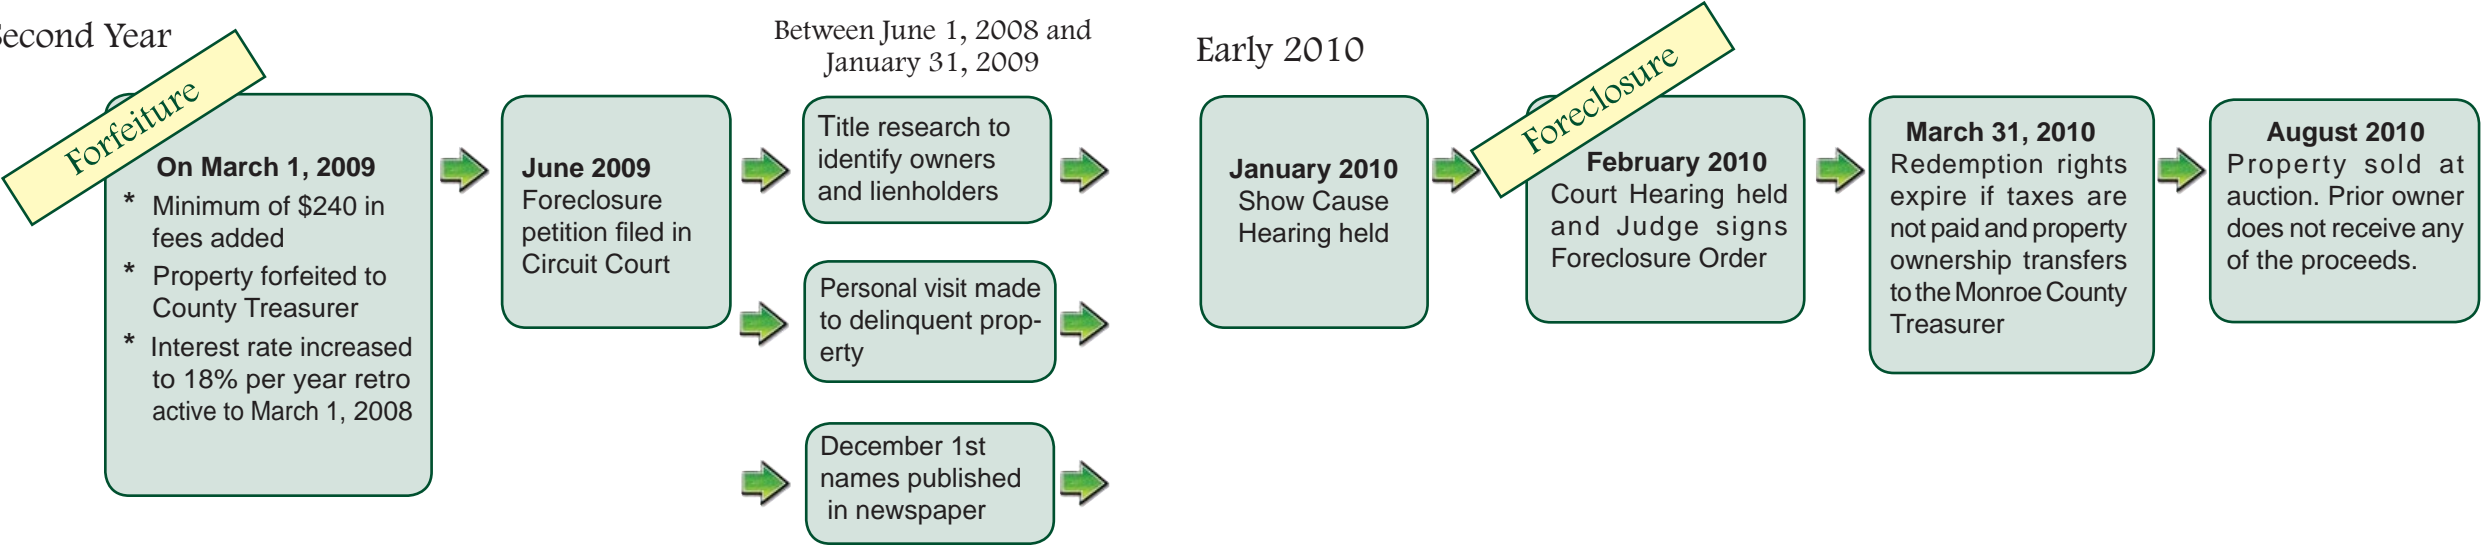 Second Year
Forfeiture
On March 1, 2009
* Minimum of $240 in
fees added
* Property forfeited to
County Treasurer
* Interest rate increased
to 18% per year retro
active to March 1, 2008
June 2009
Foreclosure
petition filed in
Circuit Court
Between June 1, 2008 and
January 31, 2009
Title research to
identify owners
and lienholders
Personal visit made
to delinquent prop-
erty
December 1st
names published
in newspaper
Early 2010
January 2010
Show Cause
Hearing held
Foreclosure
February 2010
Court Hearing held
and Judge signs
Foreclosure Order
March 31, 2010
Redemption rights
expire if taxes are
not paid and property
ownership transfers
to the Monroe County
Treasurer
August 2010
Property sold at
auction. Prior owner
does not receive any
of the proceeds.